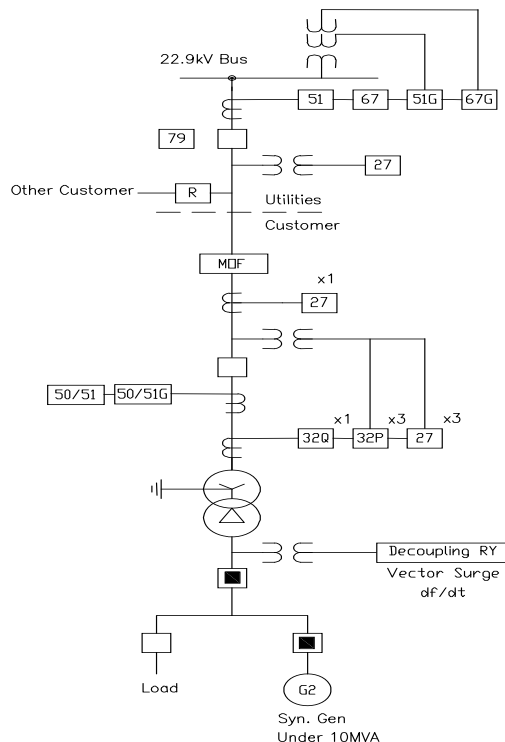 22.9kV Bus
51
67
51G
67G
79
27
Other Customer
R
Utilities
Customer
MOF
x1
27
50/51
50/51G
32Q
x1
32P
x3
27
x3
Decoupling RY
Vector Surge
df/dt
Load
G2
Syn. Gen
Under 10MVA